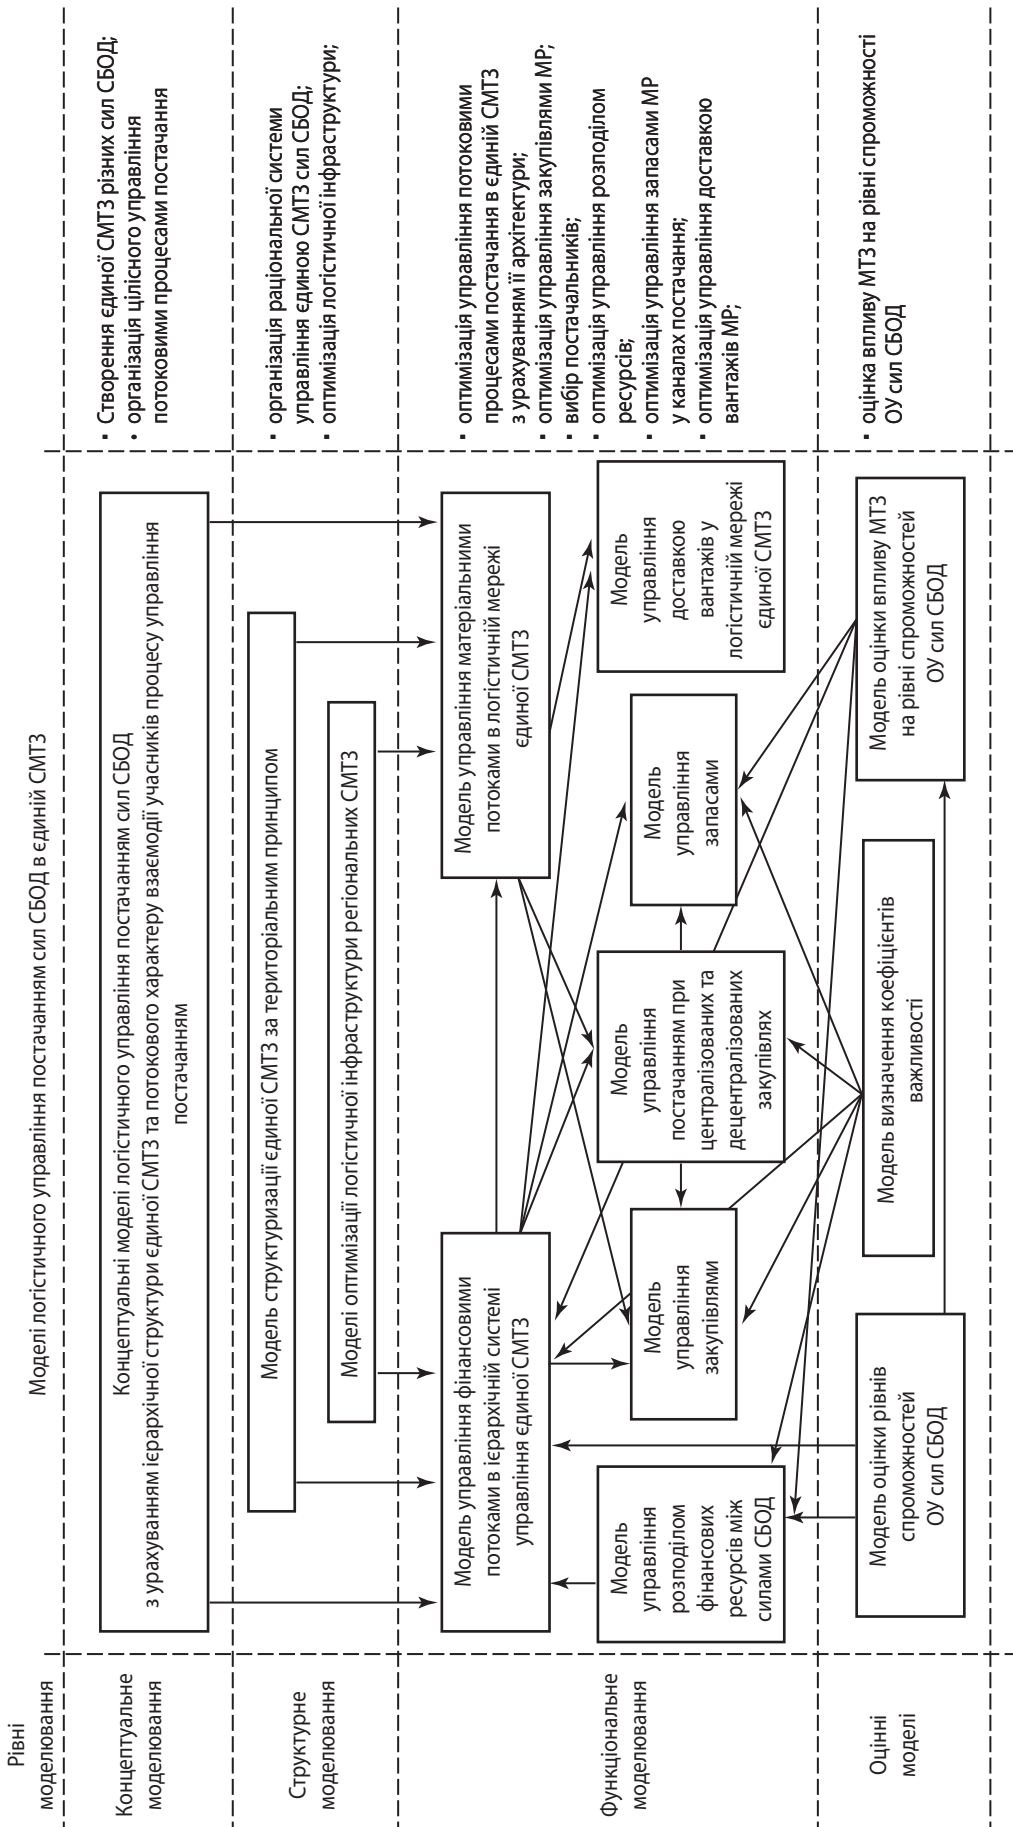 Рівні
моделювання
Моделі логістичного управління постачанням сил СБОД в єдиній СМТЗ
Концептуальне
моделювання
Концептуальні моделі логістичного управління постачанням сил СБОД
з урахуванням ієрархічної структури єдиної СМТЗ та потокового характеру взаємодії учасників процесу управління
постачанням
▪ Створення єдиної СМТЗ різних сил СБОД;
▪ організація цілісного управління
потоковими процесами постачання
Структурне
моделювання
Модель структуризації єдиної СМТЗ за територіальним принципом
Моделі оптимізації логістичної інфраструктури регіональних СМТЗ
▪ організація раціональної системи
управління єдиною СМТЗ сил СБОД;
▪ оптимізація логістичної інфраструктури;
Функціональне
моделювання
Модель управління фінансовими
потоками в ієрархічній системі
управління єдиної СМТЗ
Модель управління матеріальними
потоками в логістичній мережі
єдиної СМТЗ
Модель
управління
розподілом
фінансових
ресурсів між
силами СБОД
Модель
управління
закупівлями
Модель
управління
постачанням при
централізованих та
децентралізованих
закупівлях
Модель
управління
запасами
Модель
управління
доставкою
вантажів у
логістичній мережі
єдиної СМТЗ
▪ оптимізація управління потоковими
процесами постачання в єдиній СМТЗ
з урахуванням її архітектури;
▪ оптимізація управління закупівлями МР;
▪ вибір постачальників;
▪ оптимізація управління розподілом
ресурсів;
▪ оптимізація управління запасами МР
у каналах постачання;
▪ оптимізація управління доставкою
вантажів МР;
Оцінні
моделі
Модель оцінки рівнів
спроможностей
ОУ сил СБОД
Модель визначення коефіцієнтів
важливості
Модель оцінки впливу МТЗ
на рівні спроможностей
ОУ сил СБОД
▪ оцінка впливу МТЗ на рівні спроможності
ОУ сил СБОД